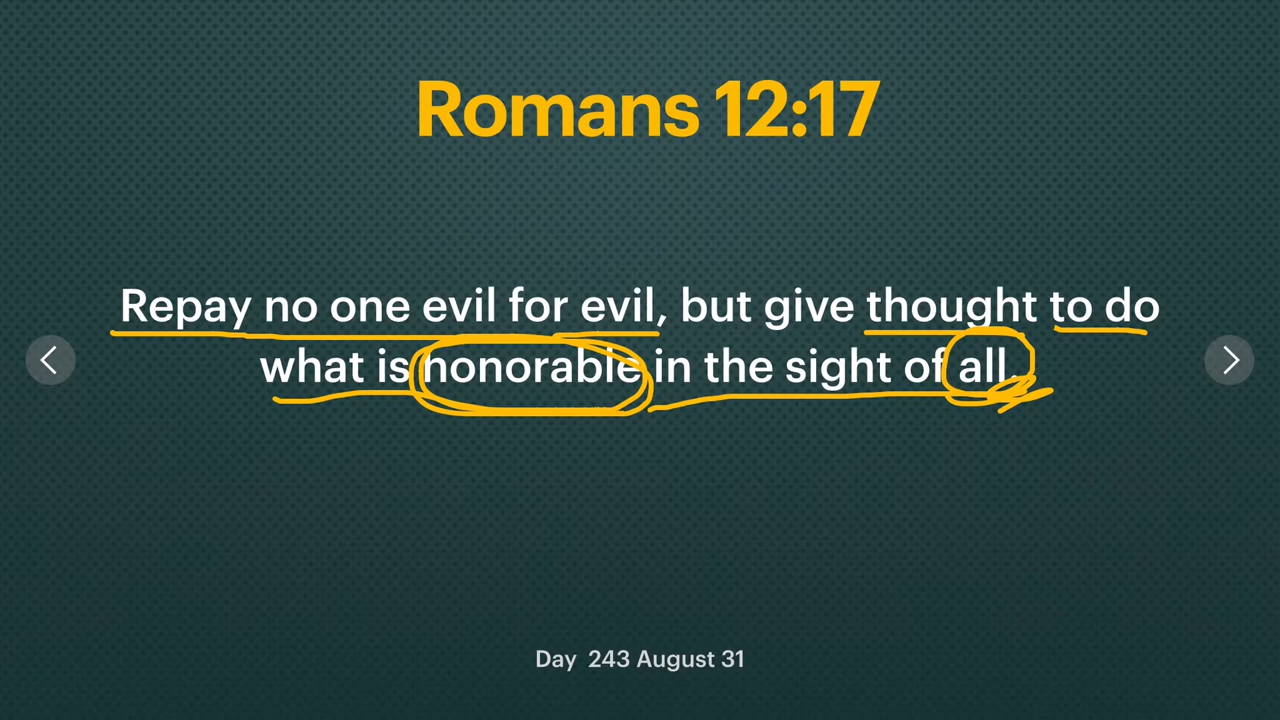 Romans 12:17
Repay no one evil for evil, but give thought to do
what is honorable in the sight of all.
Day 243 August 31